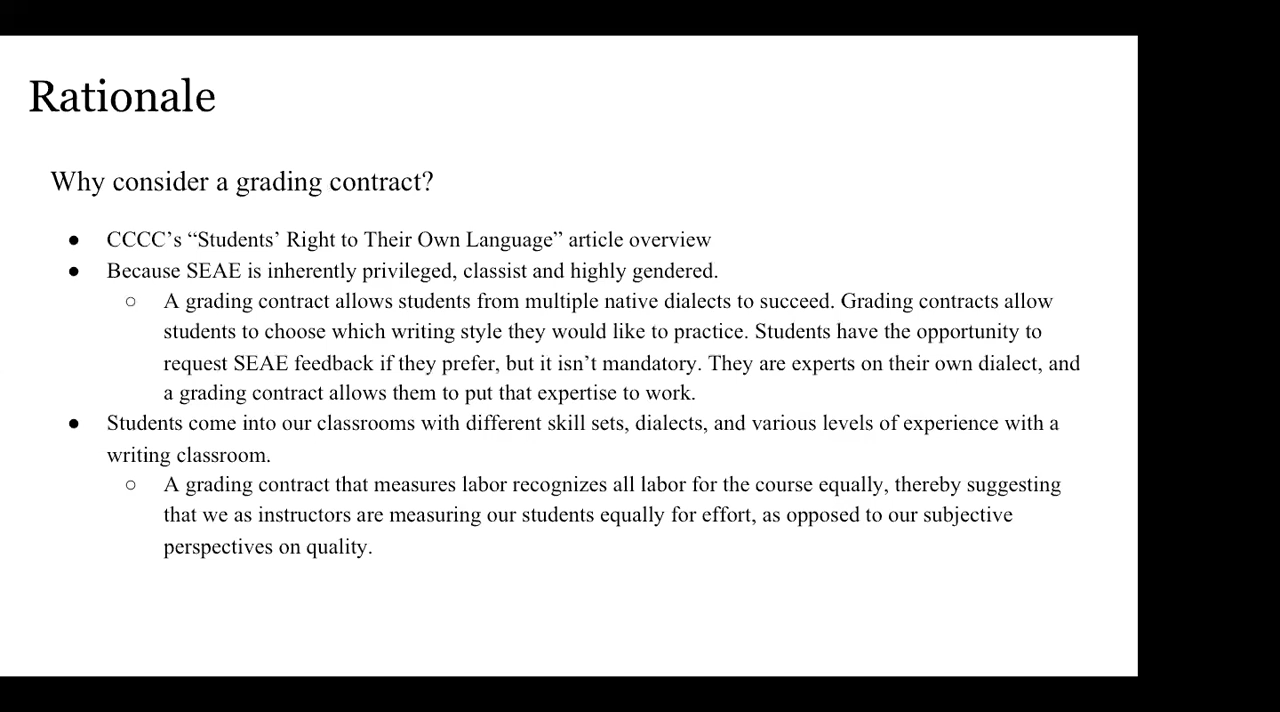 Rationale
Why consider a grading contract?
● CCCC’s “Students’ Right to Their Own Language” article overview
● Because SEAE is inherently privileged, classist and highly gendered.
○ A grading contract allows students from multiple native dialects to succeed. Grading contracts allow
students to choose which writing style they would like to practice. Students have the opportunity to
request SEAE feedback if they prefer, but it isn’t mandatory. They are experts on their own dialect, and
a grading contract allows them to put that expertise to work.
● Students come into our classrooms with different skill sets, dialects, and various levels of experience with a
writing classroom.
○ A grading contract that measures labor recognizes all labor for the course equally, thereby suggesting
that we as instructors are measuring our students equally for effort, as opposed to our subjective
perspectives on quality.